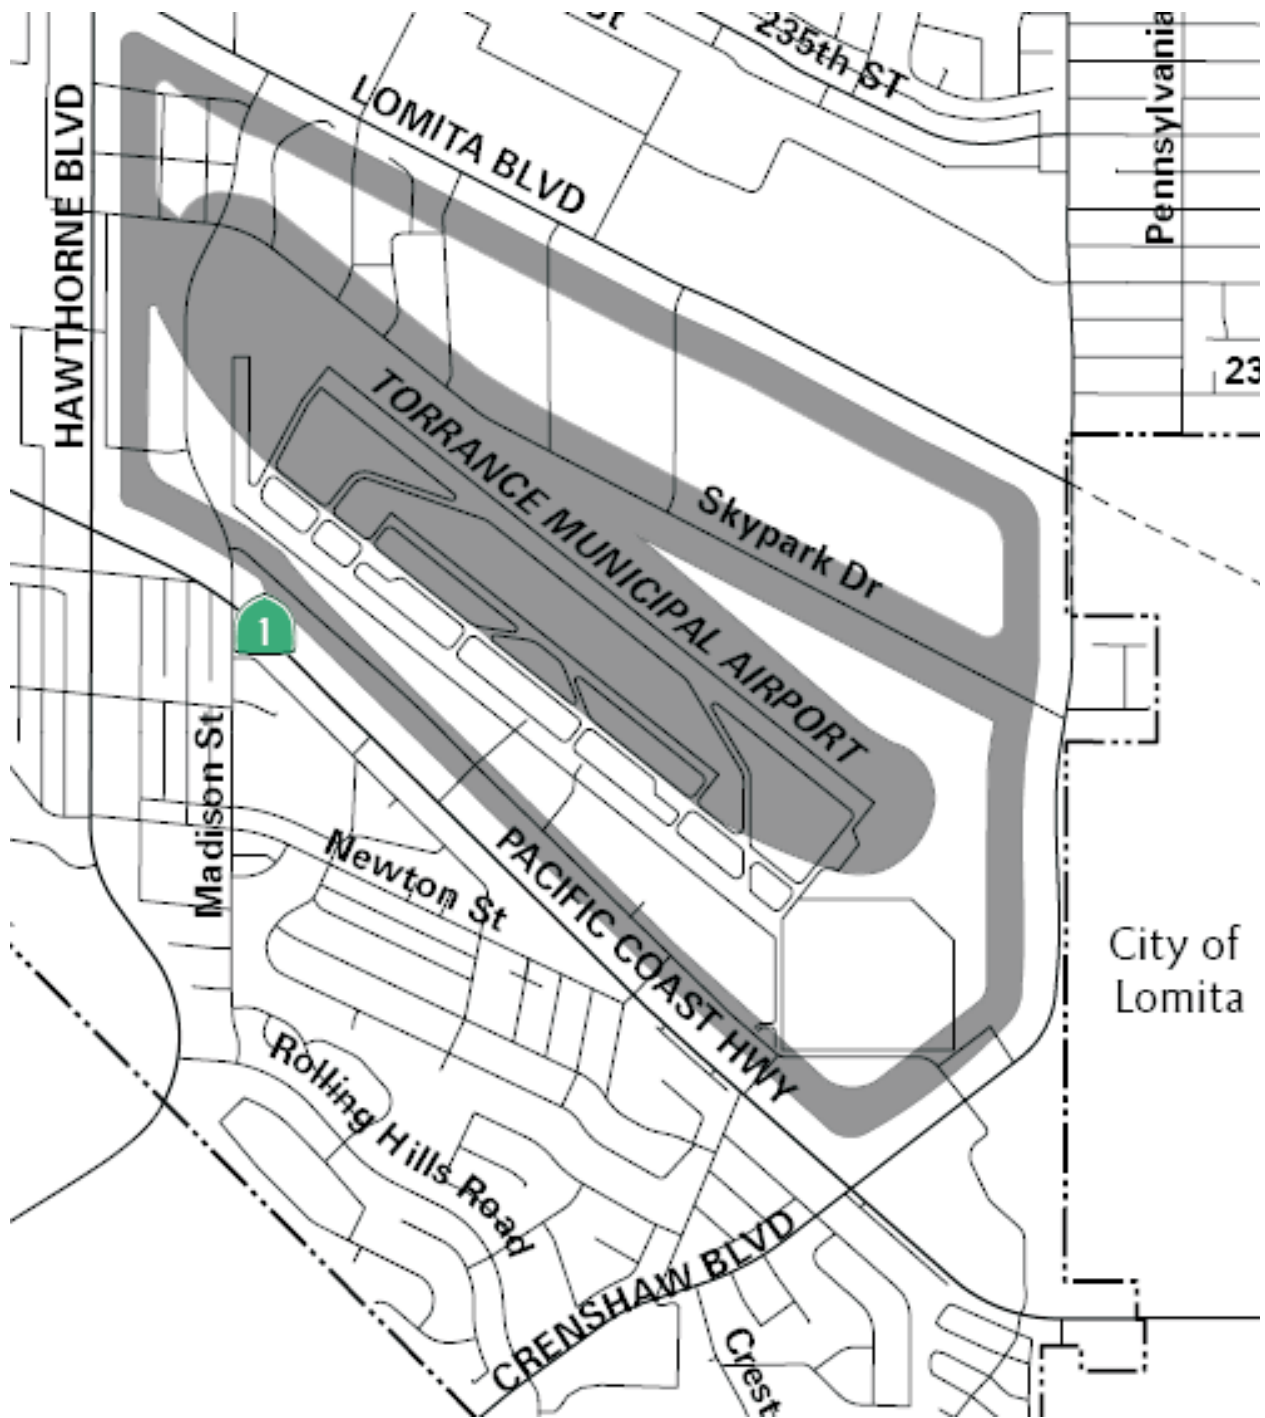 St
235th ST
Pennsylvania
LOMITA BLVD
HAWTHORNE BLVD
23
TORRANCE MUNICIPAL AIRPORT
Skypark Dr
1
Madison St
Newton St
PACIFIC COAST HWY
City of
Lomita
Rolling Hills Road
CRENSHAW BLVD
Crest